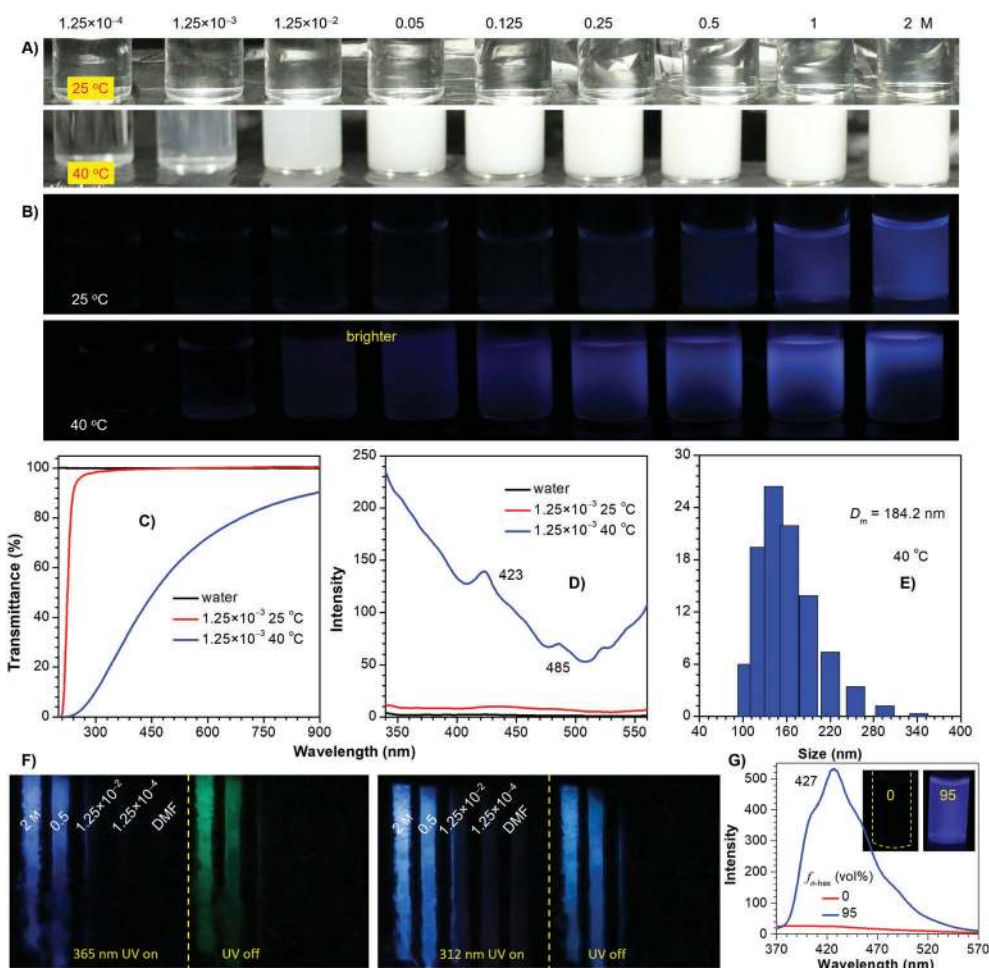 1.25×10⁻⁴ 1.25×10⁻³ 1.25×10⁻² 0.05 0.125 0.25 0.5 1 2 M
A)
25 °C
40 °C
B)
25 °C
brighter
40 °C
C)
Transmittance (%)
100
80
60
40
20
0
water
1.25×10⁻³ 25 °C
1.25×10⁻³ 40 °C
300 450 600 750 900
D)
Intensity
250
200
150
100
50
0
water
1.25×10⁻³ 25 °C
1.25×10⁻³ 40 °C
423
485
350 400 450 500 550
Wavelength (nm)
E)
30
24
18
12
6
0
Dₘ = 184.2 nm
40 °C
40 100 160 220 280 340 400
Size (nm)
F)
2 M 0.5 1.25×10⁻² 1.25×10⁻⁴ DMF
365 nm UV on
UV off
2 M 0.5 1.25×10⁻² 1.25×10⁻⁴ DMF
312 nm UV on
UV off
G)
Intensity
500
400
300
200
100
0
427
0
95
fₙ₋ₕₑₓ (vol%)
0
95
370 420 470 520 570
Wavelength (nm)